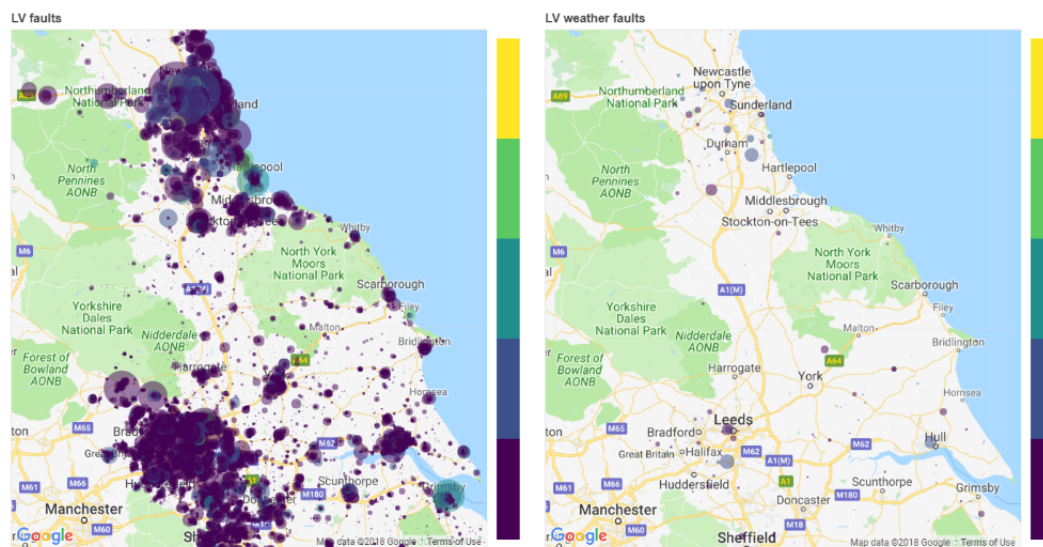 LV faults
Northumberland
National Park
North
Pennines
AONB
M6
Whitby
North York
Moors
National Park
Scarborough
Filey
Yorkshire
Dales
National Park
Nidderdale
AONB
Malton
Forest of
Bowland
AONB
Bridlington
Hornsea
M65
M62
M61
M66
M180
Scunthorpe
Grimsby
Manchester
M60
Google
Map data ©2018 Google
Terms of Use
LV weather faults
Newcastle
upon Tyne
A69
Northumberland
National Park
Sunderland
Durham
North
Pennines
AONB
Hartlepool
Middlesbrough
Stockton-on-Tees
M6
Whitby
North York
Moors
National Park
A1(M)
Scarborough
Filey
Yorkshire
Dales
National Park
Nidderdale
AONB
Malton
Forest of
Bowland
AONB
A64
Bridlington
Harrogate
York
Hornsea
Leeds
M65
Bradford
Hull
Great Britain
Halifax
M62
M62
A1(M)
Huddersfield
M61
M66
A1
M180
Scunthorpe
Grimsby
Doncaster
Manchester
M18
M60
Sheffield
Google
Map data ©2018 Google
Terms of Use